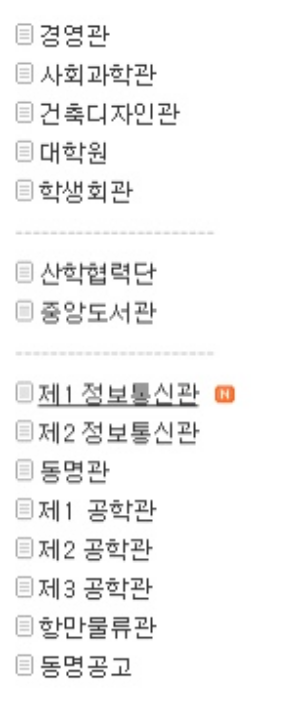 경영관
사회과학관
건축디자인관
대학원
학생회관
산학협력단
중앙도서관
제1 정보통신관 N
제2 정보통신관
동명관
제1 공학관
제2 공학관
제3 공학관
항만물류관
동명공고